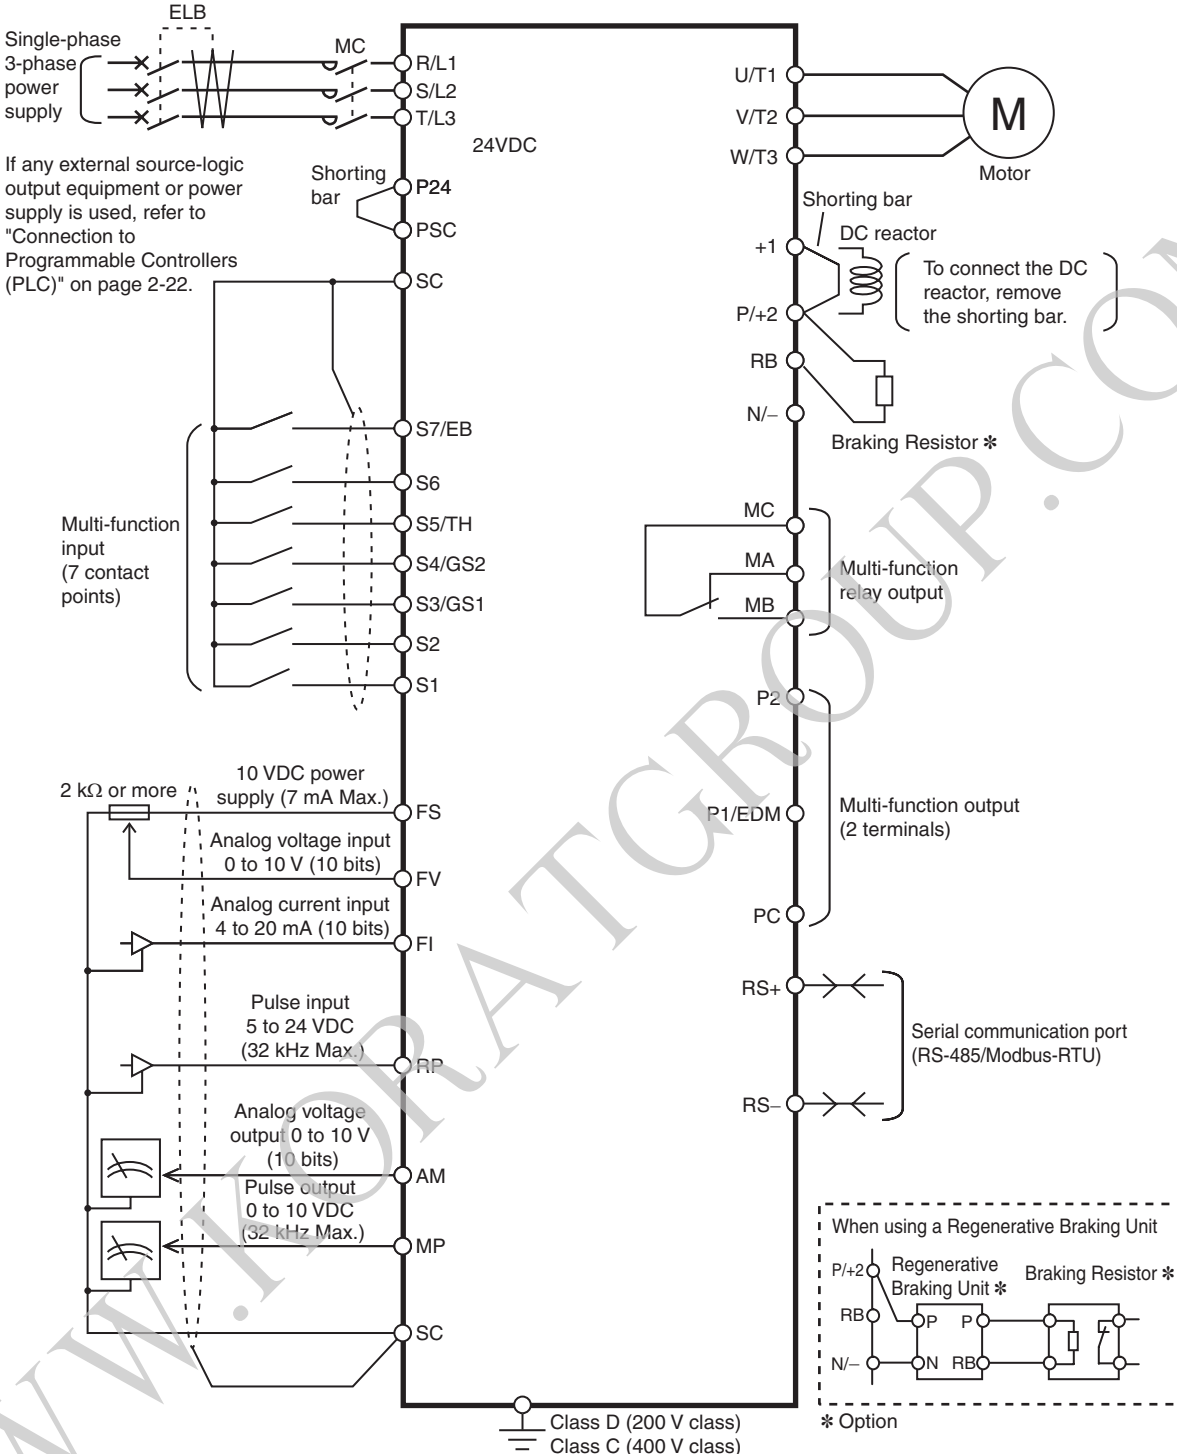 ELB
Single-phase
3-phase
power
supply
MC
R/L1
S/L2
T/L3
24VDC
If any external source-logic
output equipment or power
supply is used, refer to
"Connection to
Programmable Controllers
(PLC)" on page 2-22.
Shorting
bar
P24
PSC
SC
Multi-function
input
(7 contact
points)
S7/EB
S6
S5/TH
S4/GS2
S3/GS1
S2
S1
2 kΩ or more
10 VDC power
supply (7 mA Max.)
FS
Analog voltage input
0 to 10 V (10 bits)
FV
Analog current input
4 to 20 mA (10 bits)
FI
Pulse input
5 to 24 VDC
(32 kHz Max.)
RP
Analog voltage
output 0 to 10 V
(10 bits)
AM
Pulse output
0 to 10 VDC
(32 kHz Max.)
MP
SC
U/T1
V/T2
W/T3
M
Motor
Shorting bar
+1
DC reactor
To connect the DC
reactor, remove
the shorting bar.
P/+2
RB
N/−
Braking Resistor ✻
MC
MA
MB
Multi-function
relay output
P2
P1/EDM
PC
Multi-function output
(2 terminals)
RS+
RS−
Serial communication port
(RS-485/Modbus-RTU)
When using a Regenerative Braking Unit
P/+2
RB
N/−
Regenerative
Braking Unit ✻
Braking Resistor ✻
P P
N RB
✻ Option
Class D (200 V class)
Class C (400 V class)
WWW.KORATGROUP.COM